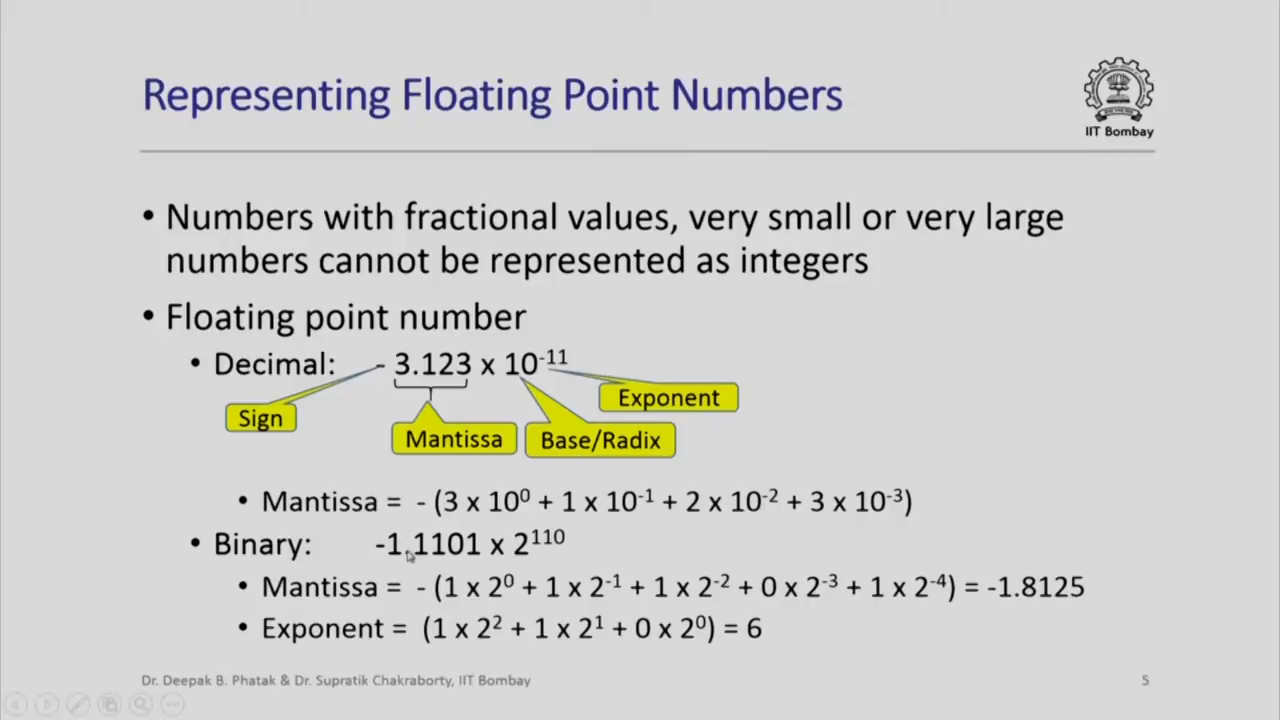 Representing Floating Point Numbers
IIT Bombay
• Numbers with fractional values, very small or very large
numbers cannot be represented as integers
• Floating point number
• Decimal: - 3.123 x 10⁻¹¹
Exponent
Sign
Mantissa
Base/Radix
• Mantissa = - (3 x 10⁰ + 1 x 10⁻¹ + 2 x 10⁻² + 3 x 10⁻³)
• Binary: -1.1101 x 2¹¹⁰
• Mantissa = - (1 x 2⁰ + 1 x 2⁻¹ + 1 x 2⁻² + 0 x 2⁻³ + 1 x 2⁻⁴) = -1.8125
• Exponent = (1 x 2² + 1 x 2¹ + 0 x 2⁰) = 6
Dr. Deepak B. Phatak & Dr. Supratik Chakraborty, IIT Bombay
5